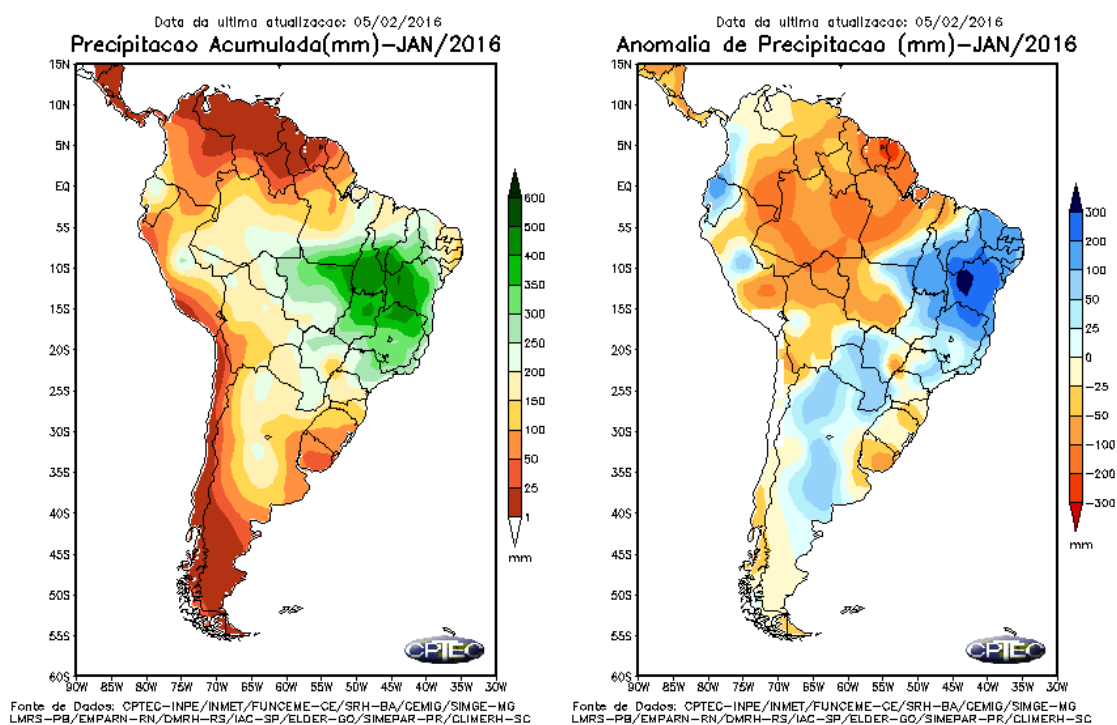 Data da ultima atualizacao: 05/02/2016
Precipitacao Acumulada(mm)-JAN/2016
15N
10N
5N
EQ
5S
10S
15S
20S
25S
30S
35S
40S
45S
50S
55S
60S
90W 85W 80W 75W 70W 65W 60W 55W 50W 45W 40W 35W 30W
600
500
400
350
300
250
200
150
100
50
25
1
mm
CPTEC
Fonte de Dados: CPTEC-INPE/INMET/FUNCEME-CE/SRH-BA/CEMIG/SIMGE-MG
LMRS-PB/EMPARN-RN/DMRH-RS/IAC-SP/ELDER-GO/SIMEPAR-PR/CLIMERH-SC
Data da ultima atualizacao: 05/02/2016
Anomalia de Precipitacao (mm)-JAN/2016
15N
10N
5N
EQ
5S
10S
15S
20S
25S
30S
35S
40S
45S
50S
55S
60S
90W 85W 80W 75W 70W 65W 60W 55W 50W 45W 40W 35W 30W
300
200
100
50
25
0
-25
-50
-100
-200
-300
mm
CPTEC
Fonte de Dados: CPTEC-INPE/INMET/FUNCEME-CE/SRH-BA/CEMIG/SIMGE-MG
LMRS-PB/EMPARN-RN/DMRH-RS/IAC-SP/ELDER-GO/SIMEPAR-PR/CLIMERH-SC